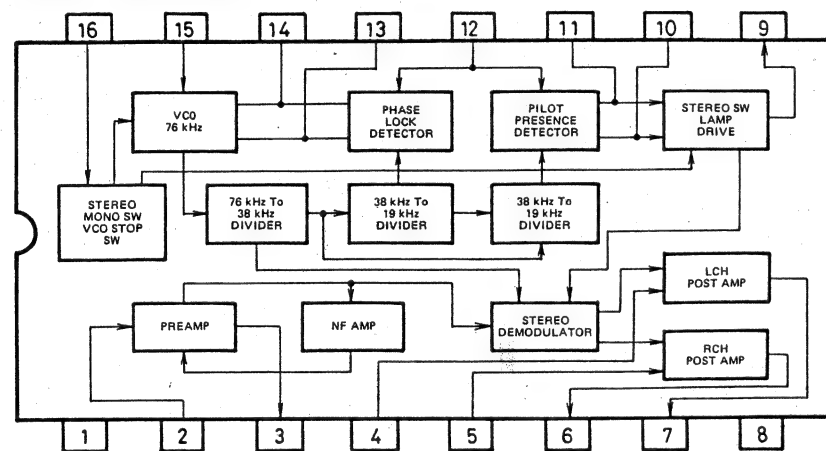 16 15 14 13 12 11 10 9
VCO
76 kHz
PHASE
LOCK
DETECTOR
PILOT
PRESENCE
DETECTOR
STEREO SW
LAMP
DRIVE
STEREO
MONO SW
VCO STOP
SW
76 kHz To
38 kHz
DIVIDER
38 kHz To
19 kHz
DIVIDER
38 kHz To
19 kHz
DIVIDER
PREAMP
NF AMP
STEREO
DEMODULATOR
LCH
POST AMP
RCH
POST AMP
1 2 3 4 5 6 7 8